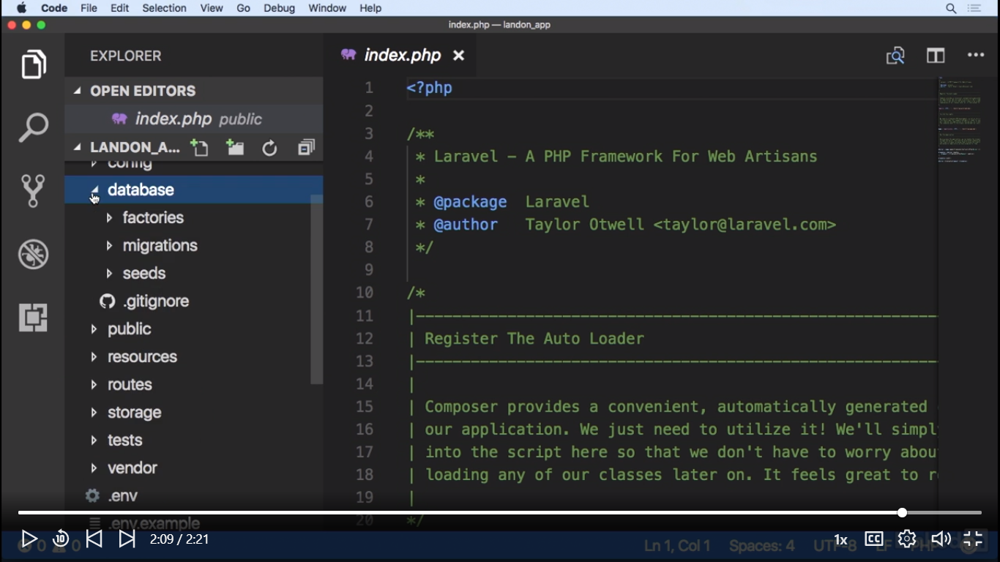 Code File Edit Selection View Go Debug Window Help
index.php — landon_app
EXPLORER
OPEN EDITORS
index.php public
LANDON_A...
config
database
factories
migrations
seeds
.gitignore
public
resources
routes
storage
tests
vendor
.env
.env.example
index.php
1 <?php
2
3 /**
4 * Laravel - A PHP Framework For Web Artisans
5 *
6 * @package Laravel
7 * @author Taylor Otwell <taylor@laravel.com>
8 */
9
10 /*
11 |--------------------------------------------------------------------------
12 | Register The Auto Loader
13 |--------------------------------------------------------------------------
14 |
15 | Composer provides a convenient, automatically generated
16 | our application. We just need to utilize it! We'll simpl
17 | into the script here so that we don't have to worry abou
18 | loading any of our classes later on. It feels great to r
19 |
20 */
0 0
Ln 1, Col 1 Spaces: 4 UTF-8 LF PHP
10
2:09 / 2:21
1x
CC